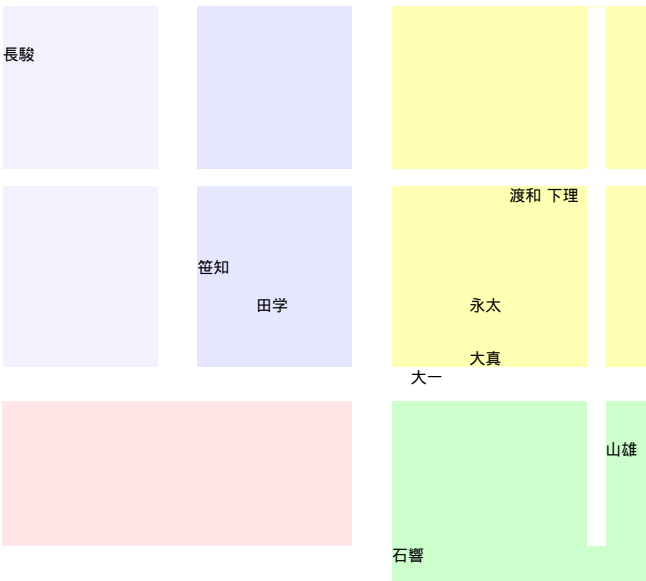 長駿
渡和 下理
笹知
田学
永太
大真
大一
山雄
石響